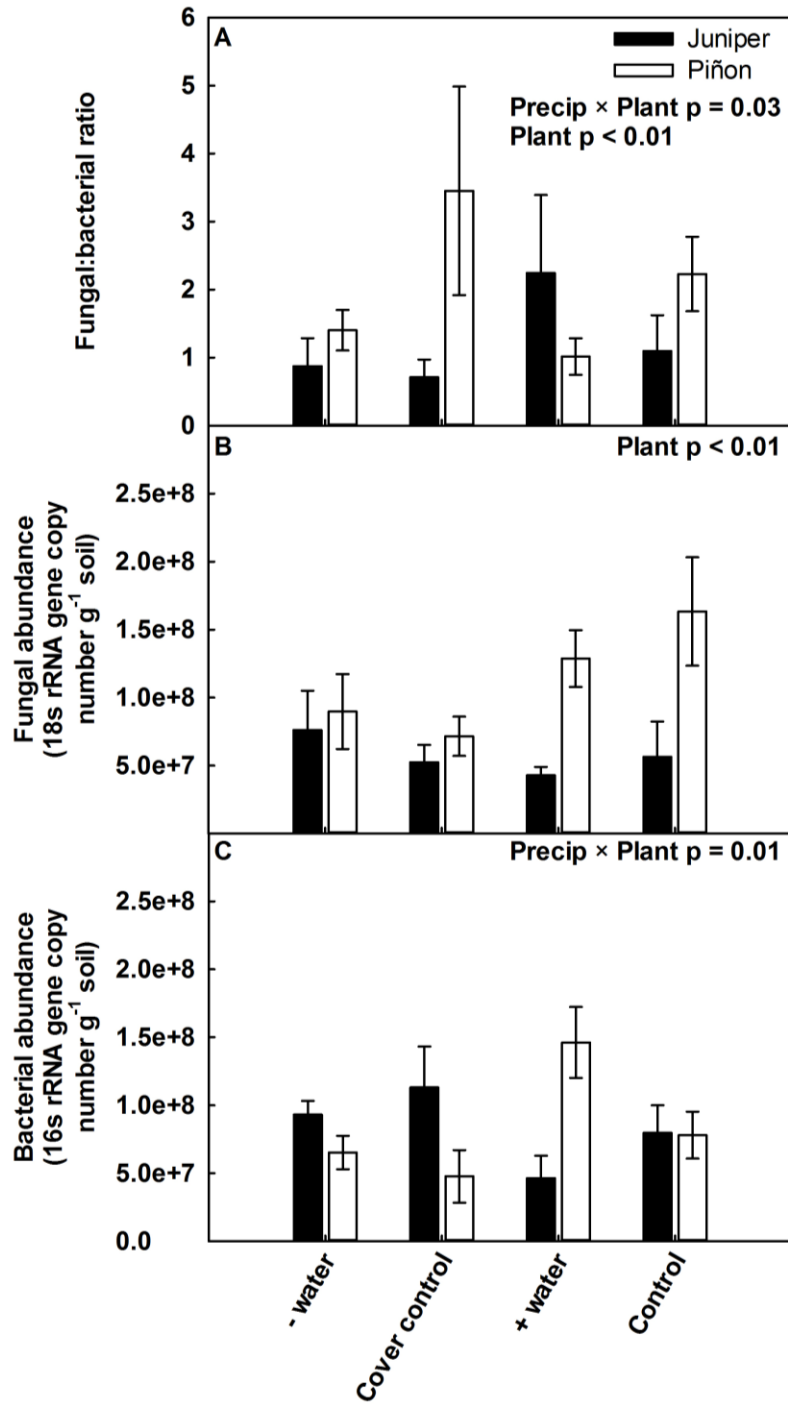 A
Juniper
Piñon
Precip × Plant p = 0.03
Plant p < 0.01
6
5
4
3
2
1
0
Fungal:bacterial ratio
B
Plant p < 0.01
2.5e+8
2.0e+8
1.5e+8
1.0e+8
5.0e+7
Fungal abundance
(18s rRNA gene copy
number g⁻¹ soil)
C
Precip × Plant p = 0.01
2.5e+8
2.0e+8
1.5e+8
1.0e+8
5.0e+7
0.0
Bacterial abundance
(16s rRNA gene copy
number g⁻¹ soil)
- water
Cover control
+ water
Control